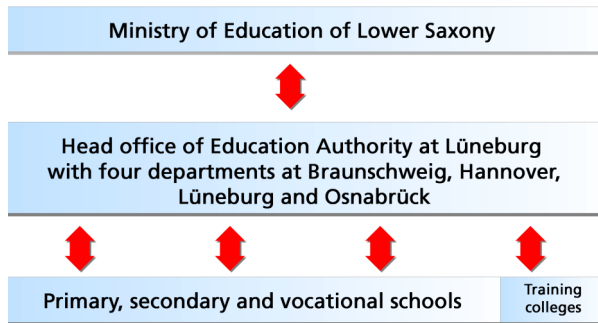 Ministry of Education of Lower Saxony
Head office of Education Authority at Lüneburg
with four departments at Braunschweig, Hannover,
Lüneburg and Osnabrück
Primary, secondary and vocational schools
Training
colleges